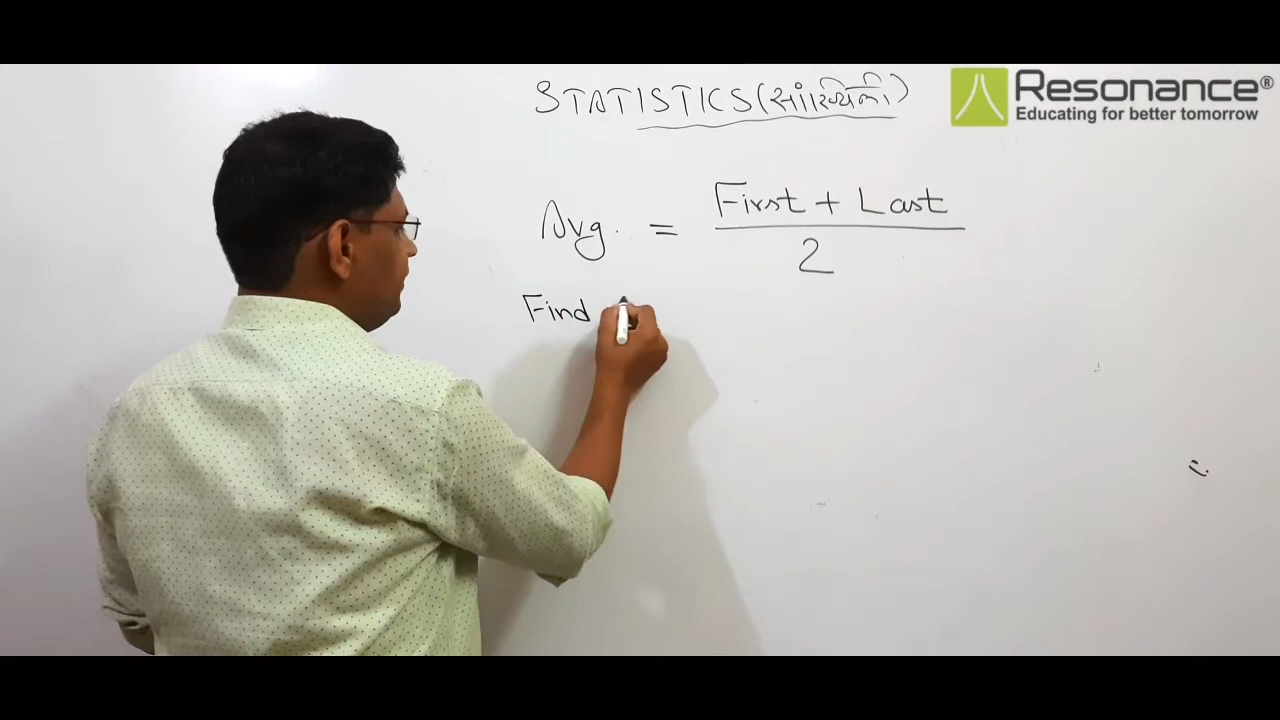 STATISTICS (सांख्यिकी)
Resonance®
Educating for better tomorrow
Avg. = First + Last
2
Find